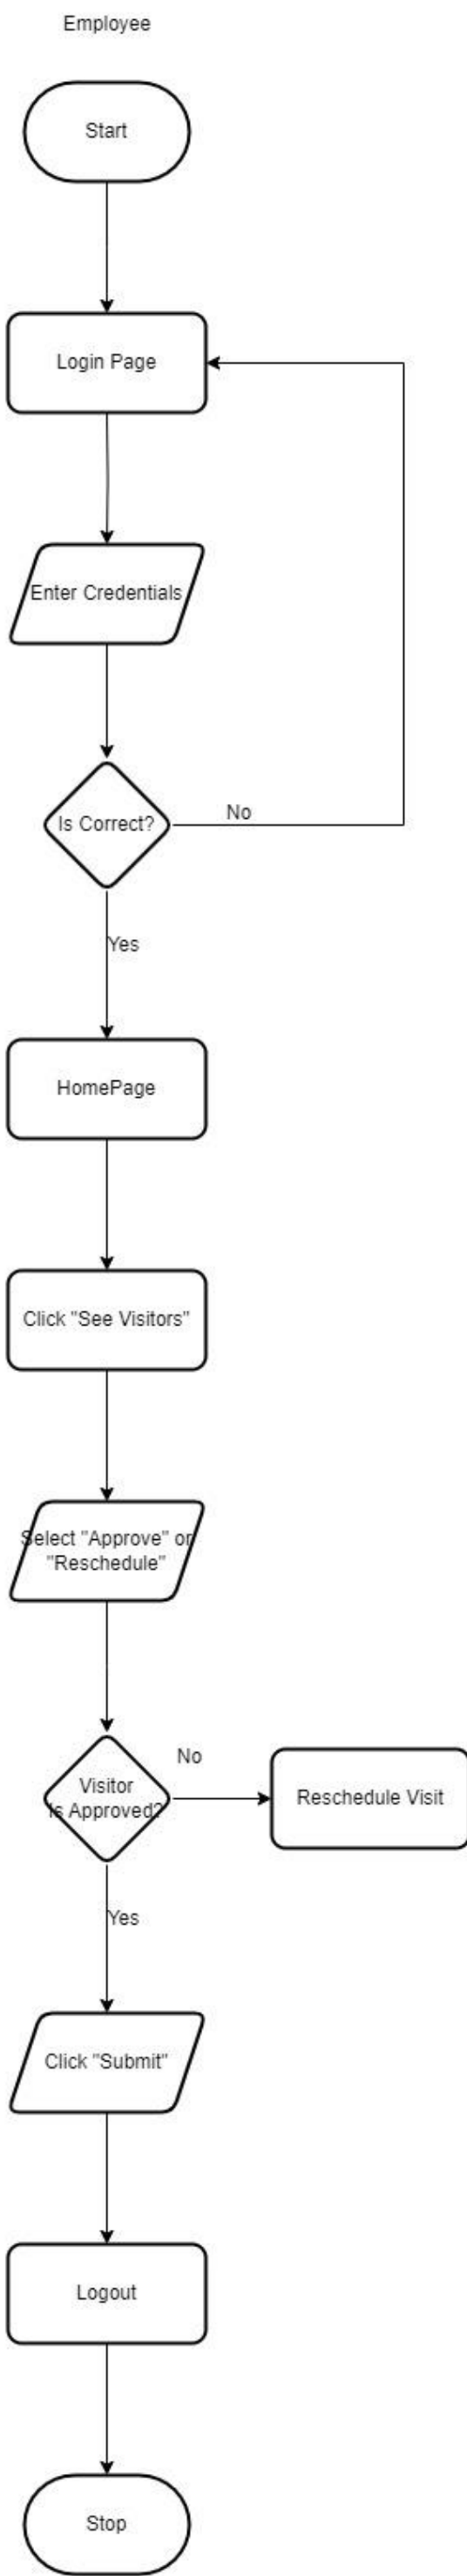 Employee
Start
Login Page
Enter Credentials
Is Correct?
No
Yes
HomePage
Click "See Visitors"
Select "Approve" or
"Reschedule"
Visitor
Is Approved?
No
Reschedule Visit
Yes
Click "Submit"
Logout
Stop